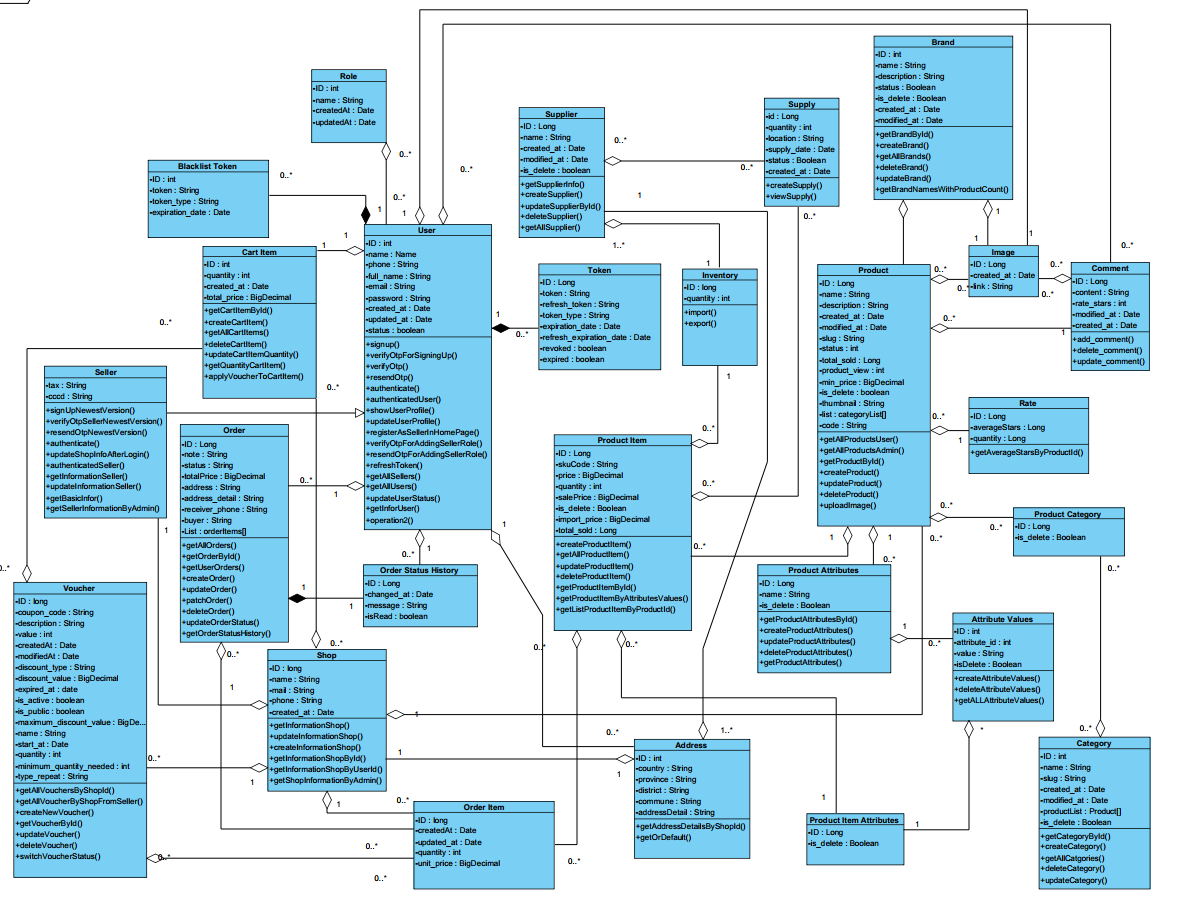 Role
-ID : int
-name : String
-createdAt : Date
-updatedAt : Date
Blacklist Token
-ID : int
-token : String
-token_type : String
-expiration_date : Date
Cart Item
-ID : int
-quantity : int
-created_at : Date
-total_price : BigDecimal
+getCartItemById()
+createCartItem()
+getAllCartItems()
+deleteCartItem()
+updateCartItemQuantity()
+getQuantityCartItem()
+applyVoucherToCartItem()
User
-ID : int
-name : Name
-phone : String
-full_name : String
-email : String
-password : String
-created_at : Date
-updated_at : Date
-status : boolean
+signup()
+verifyOtpForSigningUp()
+verifyOtp()
+resendOtp()
+authenticate()
+authenticatedUser()
+showUserProfile()
+updateUserProfile()
+registerAsSellerInHomePage()
+verifyOtpForAddingSellerRole()
+resendOtpForAddingSellerRole()
+refreshToken()
+getAllSellers()
+getAllUsers()
+updateUserStatus()
+getInforUser()
+operation2()
Supplier
-ID : Long
-name : String
-created_at : Date
-modified_at : Date
-is_delete : boolean
+getSupplierInfo()
+createSupplier()
+updateSupplierById()
+deleteSupplier()
+getAllSupplier()
Supply
-id : Long
-quantity : int
-location : String
-supply_date : Date
-status : Boolean
-created_at : Date
+createSupply()
+viewSupply()
Brand
-ID : int
-name : String
-description : String
-status : Boolean
-is_delete : Boolean
-created_at : Date
-modified_at : Date
+getBrandById()
+createBrand()
+getAllBrands()
+deleteBrand()
+updateBrand()
+getBrandNamesWithProductCount()
Token
-ID : Long
-token : String
-refresh_token : String
-token_type : String
-expiration_date : Date
-refresh_expiration_date : Date
-revoked : boolean
-expired : boolean
Inventory
-ID : long
-quantity : int
+import()
+export()
Product
-ID : Long
-name : String
-description : String
-created_at : Date
-modified_at : Date
-slug : String
-status : int
-total_sold : Long
-product_view : int
-min_price : BigDecimal
-is_delete : boolean
-thumbnail : String
-list : categoryList[]
-code : String
+getAllProductsUser()
+getAllProductsAdmin()
+getProductById()
+createProduct()
+updateProduct()
+deleteProduct()
+uploadImage()
Image
-ID : Long
-created_at : Date
-link : String
Comment
-ID : Long
-content : String
-rate_stars : int
-modified_at : Date
-created_at : Date
+add_comment()
+delete_comment()
+update_comment()
Rate
-ID : Long
-averageStars : Long
-quantity : Long
+getAverageStarsByProductId()
Seller
-tax : String
-cccd : String
+signUpNewestVersion()
+verifyOtpSellerNewestVersion()
+resendOtpNewestVersion()
+authenticate()
+updateShopInfoAfterLogin()
+authenticatedSeller()
+getInformationSeller()
+updateInformationSeller()
+getBasicInfor()
+getSellerInformationByAdmin()
Order
-ID : Long
-note : String
-status : String
-totalPrice : BigDecimal
-address : String
-address_detail : String
-receiver_phone : String
-buyer : String
-List : orderItems[]
+getAllOrders()
+getOrderById()
+getUserOrders()
+createOrder()
+updateOrder()
+patchOrder()
+deleteOrder()
+updateOrderStatus()
+getOrderStatusHistory()
Product Item
-ID : Long
-skuCode : String
-price : BigDecimal
-quantity : int
-salePrice : BigDecimal
-is_delete : Boolean
-import_price : BigDecimal
-total_sold : Long
+createProductItem()
+getAllProductItem()
+updateProductItem()
+deleteProductItem()
+getProductItemById()
+getProductItemByAttributesValues()
+getListProductItemByProductId()
Product Category
-ID : Long
-is_delete : Boolean
Order Status History
-ID : Long
-changed_at : Date
-message : String
-isRead : boolean
Product Attributes
-ID : Long
-name : String
-is_delete : Boolean
+getProductAttributesById()
+createProductAttributes()
+updateProductAttributes()
+deleteProductAttributes()
+getProductAttributes()
Attribute Values
-ID : int
-attribute_id : int
-value : String
-isDelete : Boolean
+createAttributeValues()
+deleteAttributeValues()
+getALLAttributeValues()
Voucher
-ID : long
-coupon_code : String
-description : String
-value : int
-createdAt : Date
-modifiedAt : Date
-discount_type : String
-discount_value : BigDecimal
-expired_at : date
-is_active : boolean
-is_public : boolean
-maximum_discount_value : BigDe...
-name : String
-start_at : Date
-quantity : int
-minimum_quantity_needed : int
-type_repeat : String
+getAllVouchersByShopId()
+getAllVoucherByShopFromSeller()
+createNewVoucher()
+getVoucherById()
+updateVoucher()
+deleteVoucher()
+switchVoucherStatus()
Shop
-ID : long
-name : String
-mail : String
-phone : String
-created_at : Date
+getInformationShop()
+updateInformationShop()
+createInformationShop()
+getInformationShopById()
+getInformationShopByUserId()
+getShopInformationByAdmin()
Address
-ID : int
-country : String
-province : String
-district : String
-commune : String
-addressDetail : String
+getAddressDetailsByShopId()
+getOrDefault()
Category
-ID : int
-name : String
-slug : String
-created_at : Date
-modified_at : Date
-productList : Product[]
-is_delete : Boolean
+getCategoryById()
+createCategory()
+getAllCatgories()
+deleteCategory()
+updateCategory()
Order Item
-ID : long
-createdAt : Date
-updated_at : Date
-quantity : int
-unit_price : BigDecimal
Product Item Attributes
-ID : Long
-is_delete : Boolean